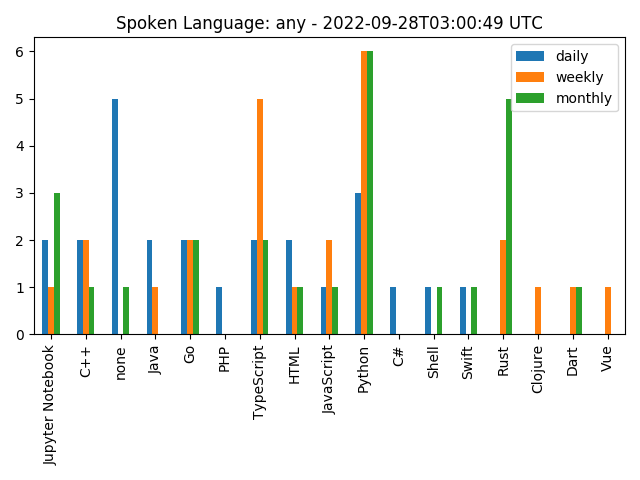 Spoken Language: any - 2022-09-28T03:00:49 UTC
daily
weekly
monthly
6
5
4
3
2
1
0
Jupyter Notebook
C++
none
Java
Go
PHP
TypeScript
HTML
JavaScript
Python
C#
Shell
Swift
Rust
Clojure
Dart
Vue